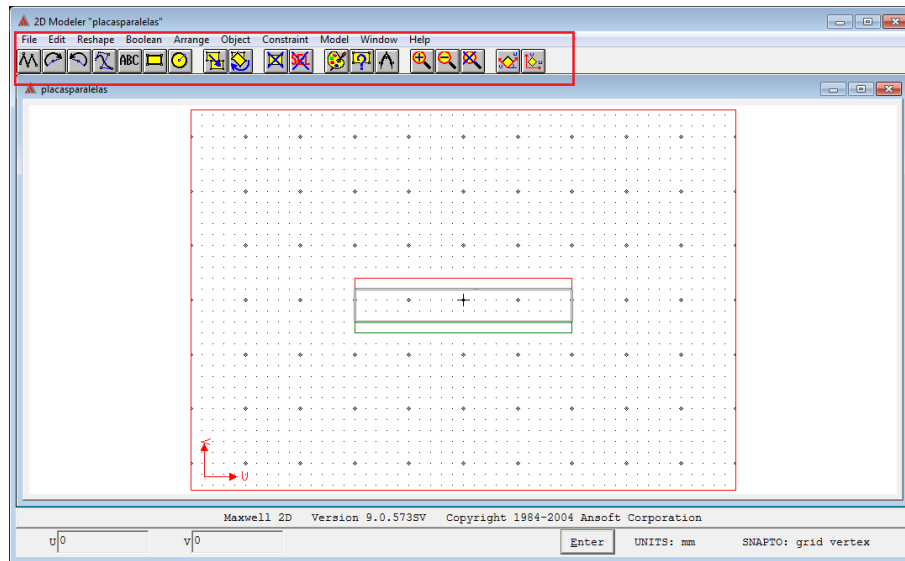 2D Modeler "placasparalelas"
File Edit Reshape Boolean Arrange Object Constraint Model Window Help
ABC SEL
placasparalelas
V
U
Maxwell 2D Version 9.0.573SV Copyright 1984-2004 Ansoft Corporation
U 0 V 0 Enter UNITS: mm SNAPTO: grid vertex